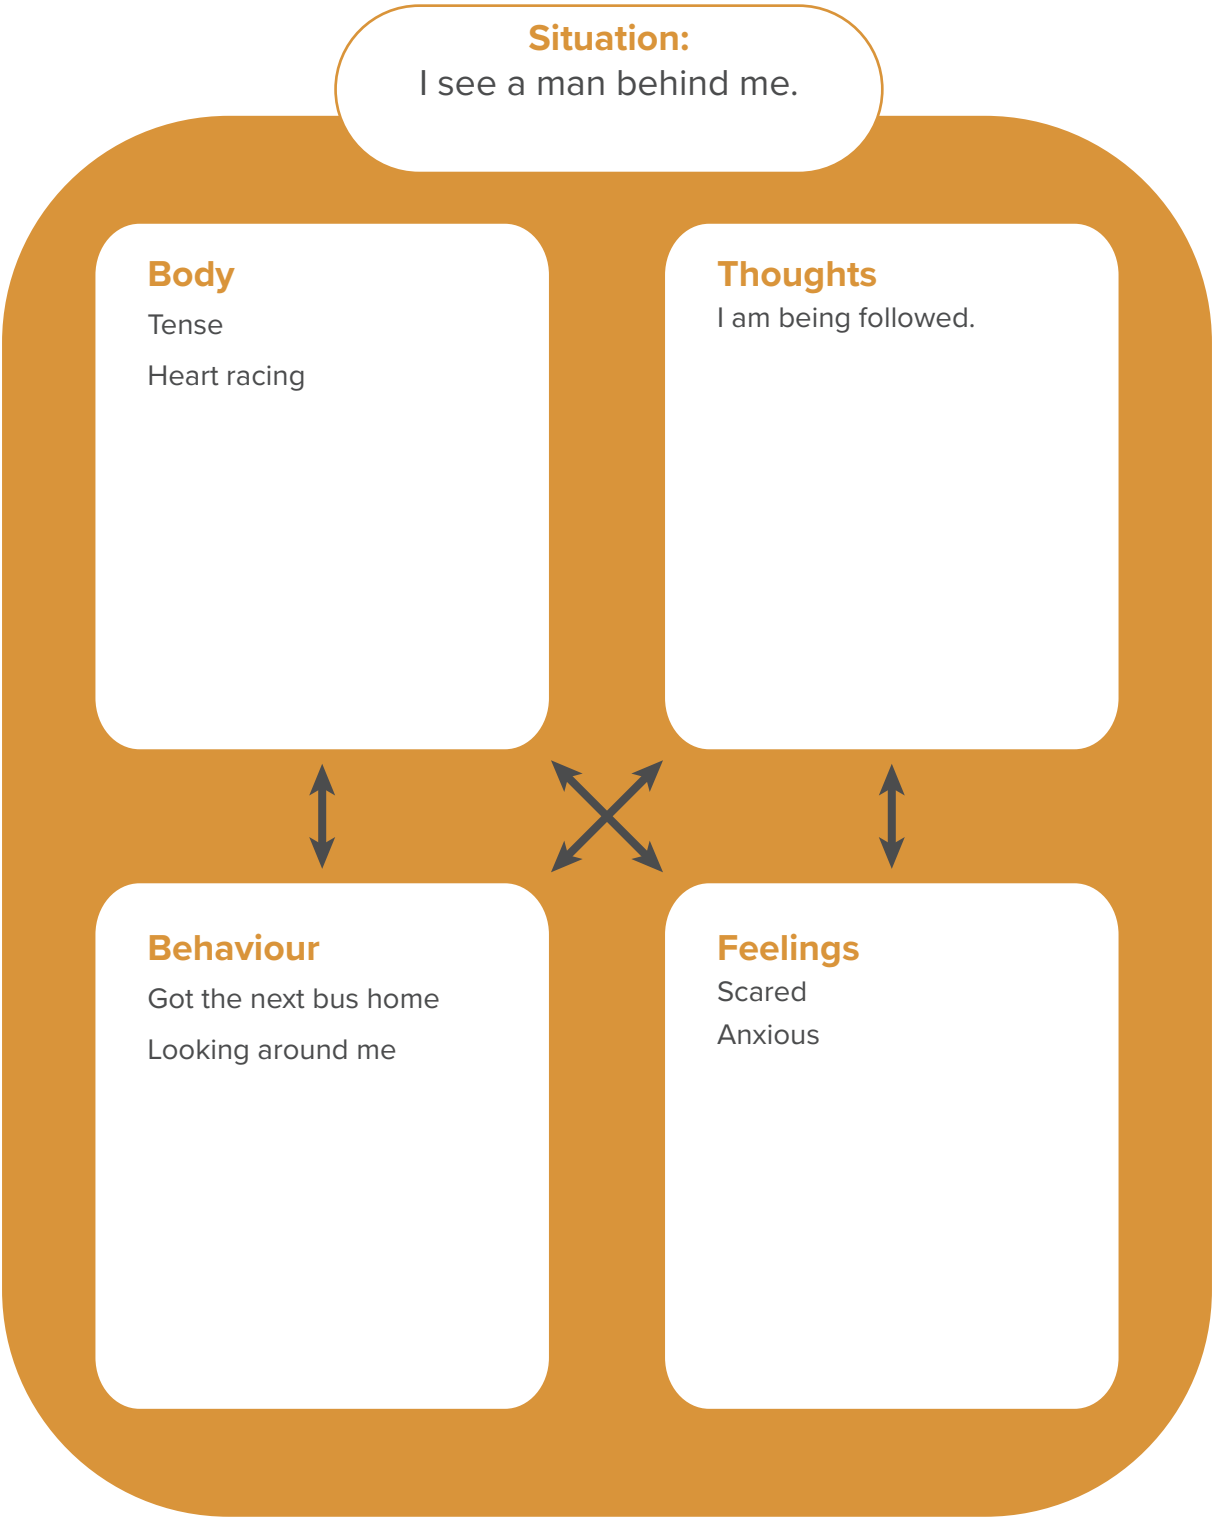 Situation:
I see a man behind me.
Body
Tense
Heart racing
Thoughts
I am being followed.
Behaviour
Got the next bus home
Looking around me
Feelings
Scared
Anxious